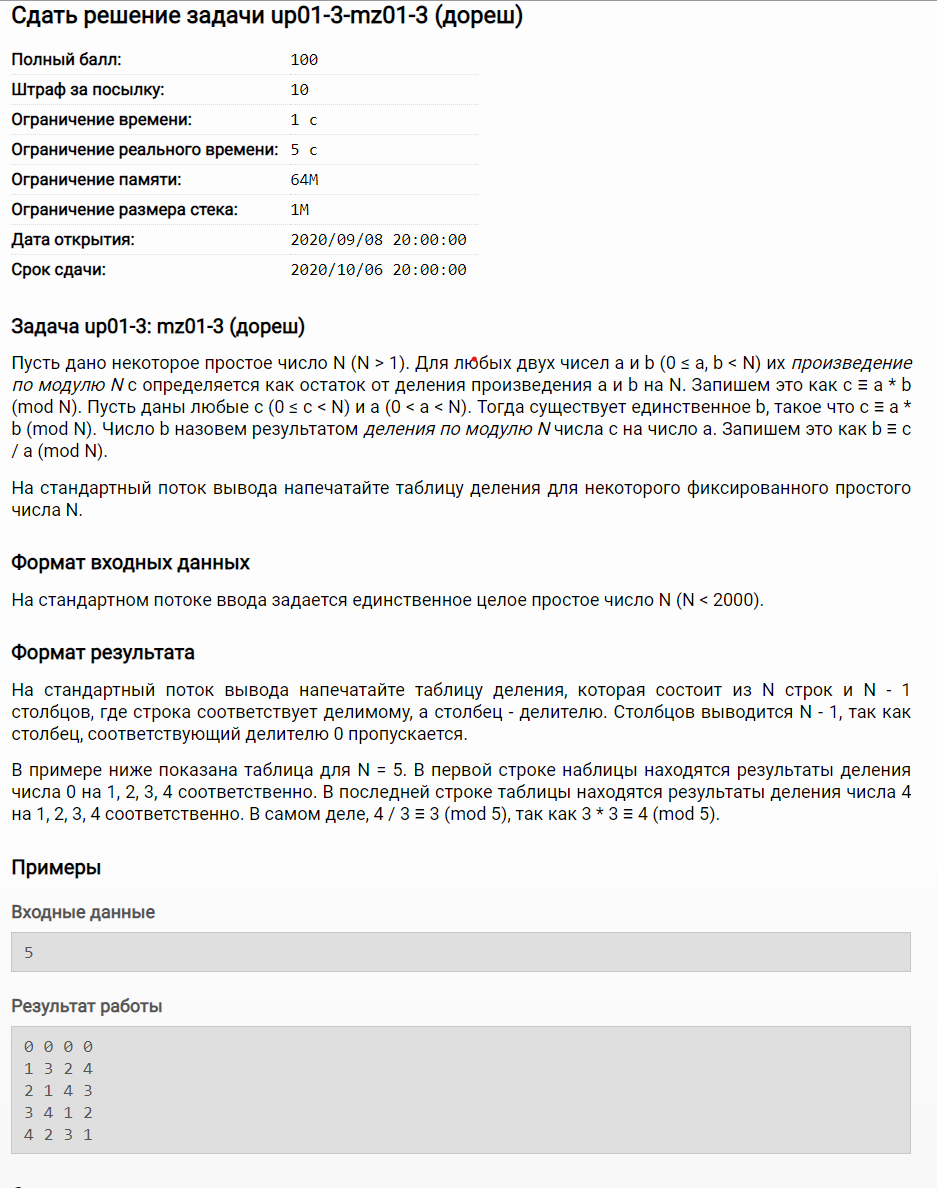 Сдать решение задачи up01-3-mz01-3 (дореш)
Полный балл: 100
Штраф за посылку: 10
Ограничение времени: 1 с
Ограничение реального времени: 5 с
Ограничение памяти: 64M
Ограничение размера стека: 1M
Дата открытия: 2020/09/08 20:00:00
Срок сдачи: 2020/10/06 20:00:00
Задача up01-3: mz01-3 (дореш)
Пусть дано некоторое простое число N (N > 1). Для любых двух чисел a и b (0 ≤ a, b < N) их произведение
по модулю N c определяется как остаток от деления произведения a и b на N. Запишем это как c ≡ a * b
(mod N). Пусть даны любые c (0 ≤ c < N) и a (0 < a < N). Тогда существует единственное b, такое что c ≡ a *
b (mod N). Число b назовем результатом деления по модулю N числа c на число a. Запишем это как b ≡ c
/ a (mod N).
На стандартный поток вывода напечатайте таблицу деления для некоторого фиксированного простого
числа N.
Формат входных данных
На стандартном потоке ввода задается единственное целое простое число N (N < 2000).
Формат результата
На стандартный поток вывода напечатайте таблицу деления, которая состоит из N строк и N - 1
столбцов, где строка соответствует делимому, а столбец - делителю. Столбцов выводится N - 1, так как
столбец, соответствующий делителю 0 пропускается.
В примере ниже показана таблица для N = 5. В первой строке наблицы находятся результаты деления
числа 0 на 1, 2, 3, 4 соответственно. В последней строке таблицы находятся результаты деления числа 4
на 1, 2, 3, 4 соответственно. В самом деле, 4 / 3 ≡ 3 (mod 5), так как 3 * 3 ≡ 4 (mod 5).
Примеры
Входные данные
5
Результат работы
0 0 0 0
1 3 2 4
2 1 4 3
3 4 1 2
4 2 3 1